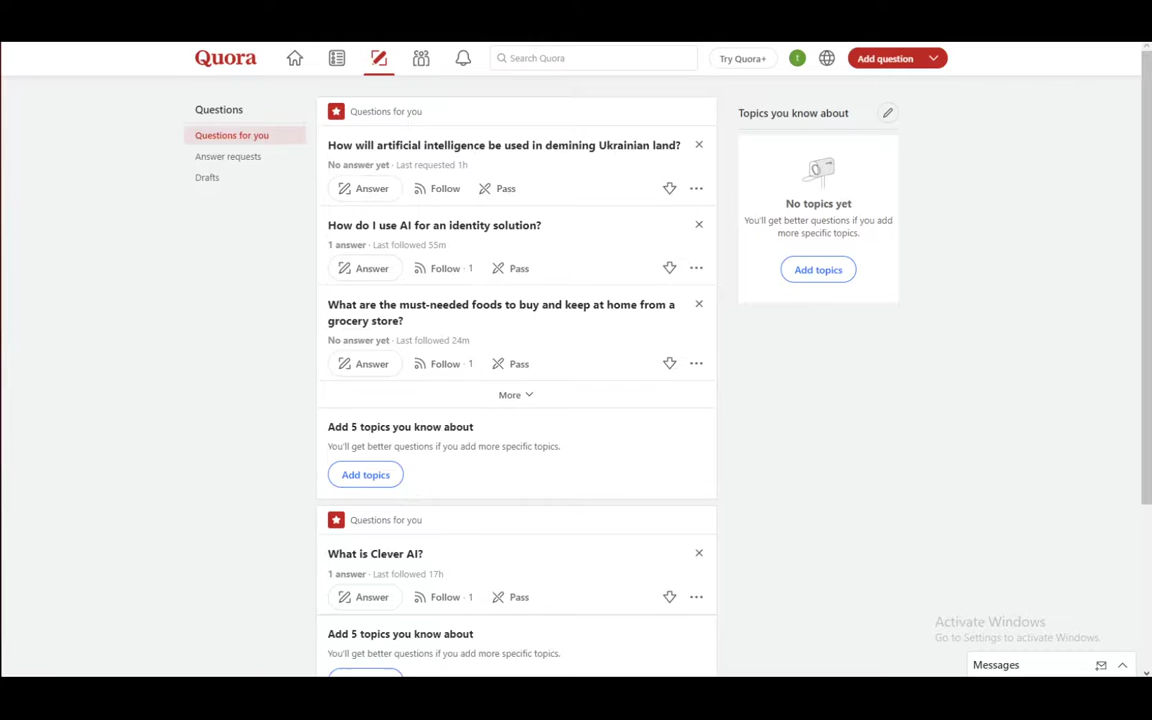 Quora
Search Quora
Try Quora+
t
Add question
Questions
Questions for you
Answer requests
Drafts
Questions for you
How will artificial intelligence be used in demining Ukrainian land?
No answer yet · Last requested 1h
Answer Follow Pass
How do I use AI for an identity solution?
1 answer · Last followed 55m
Answer Follow · 1 Pass
What are the must-needed foods to buy and keep at home from a
grocery store?
No answer yet · Last followed 24m
Answer Follow · 1 Pass
More
Add 5 topics you know about
You'll get better questions if you add more specific topics.
Add topics
Questions for you
What is Clever AI?
1 answer · Last followed 17h
Answer Follow · 1 Pass
Add 5 topics you know about
You'll get better questions if you add more specific topics.
Topics you know about
No topics yet
You'll get better questions if you add
more specific topics.
Add topics
Activate Windows
Go to Settings to activate Windows.
Messages